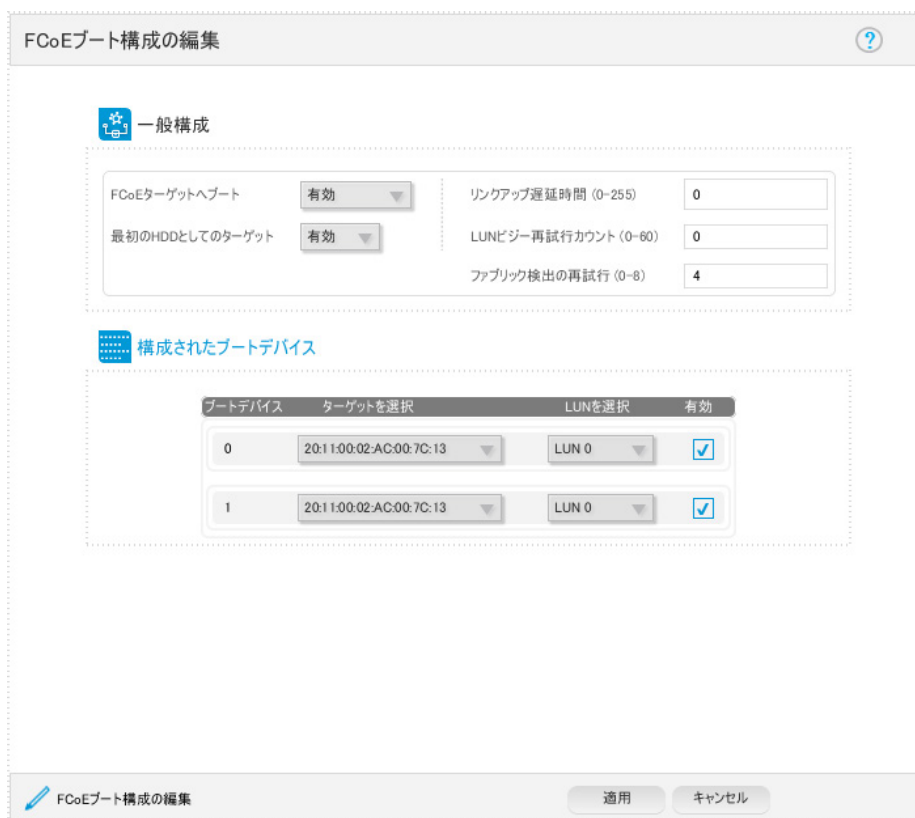 FCoEブート構成の編集
?
一般構成
FCoEターゲットへブート 有効 リンクアップ遅延時間 (0-255) 0
最初のHDDとしてのターゲット 有効 LUNビジー再試行カウント (0-60) 0
ファブリック検出の再試行 (0-8) 4
構成されたブートデバイス
ブートデバイス ターゲットを選択 LUNを選択 有効
0 20:11:00:02:AC:00:7C:13 LUN 0
1 20:11:00:02:AC:00:7C:13 LUN 0
FCoEブート構成の編集 適用 キャンセル